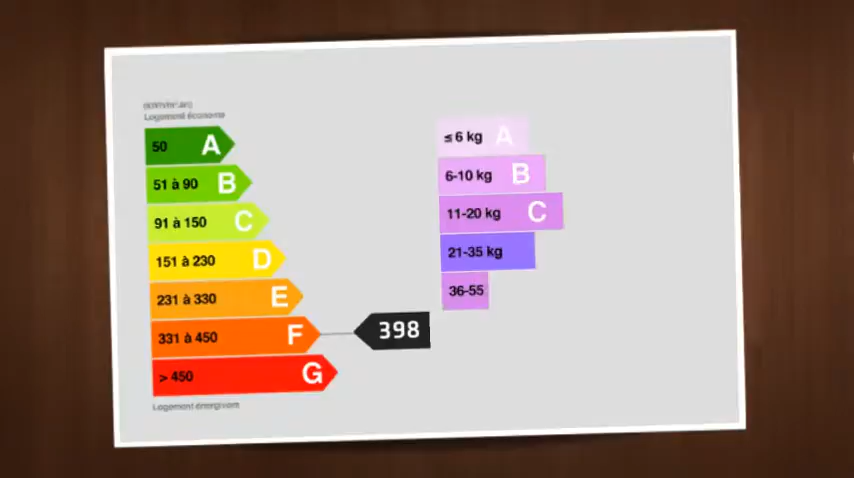 Logement économe
50 A
51 à 90 B
91 à 150 C
151 à 230 D
231 à 330 E
331 à 450 F
398
> 450 G
Logement énergivore
≤ 6 kg A
6-10 kg B
11-20 kg C
21-35 kg
36-55